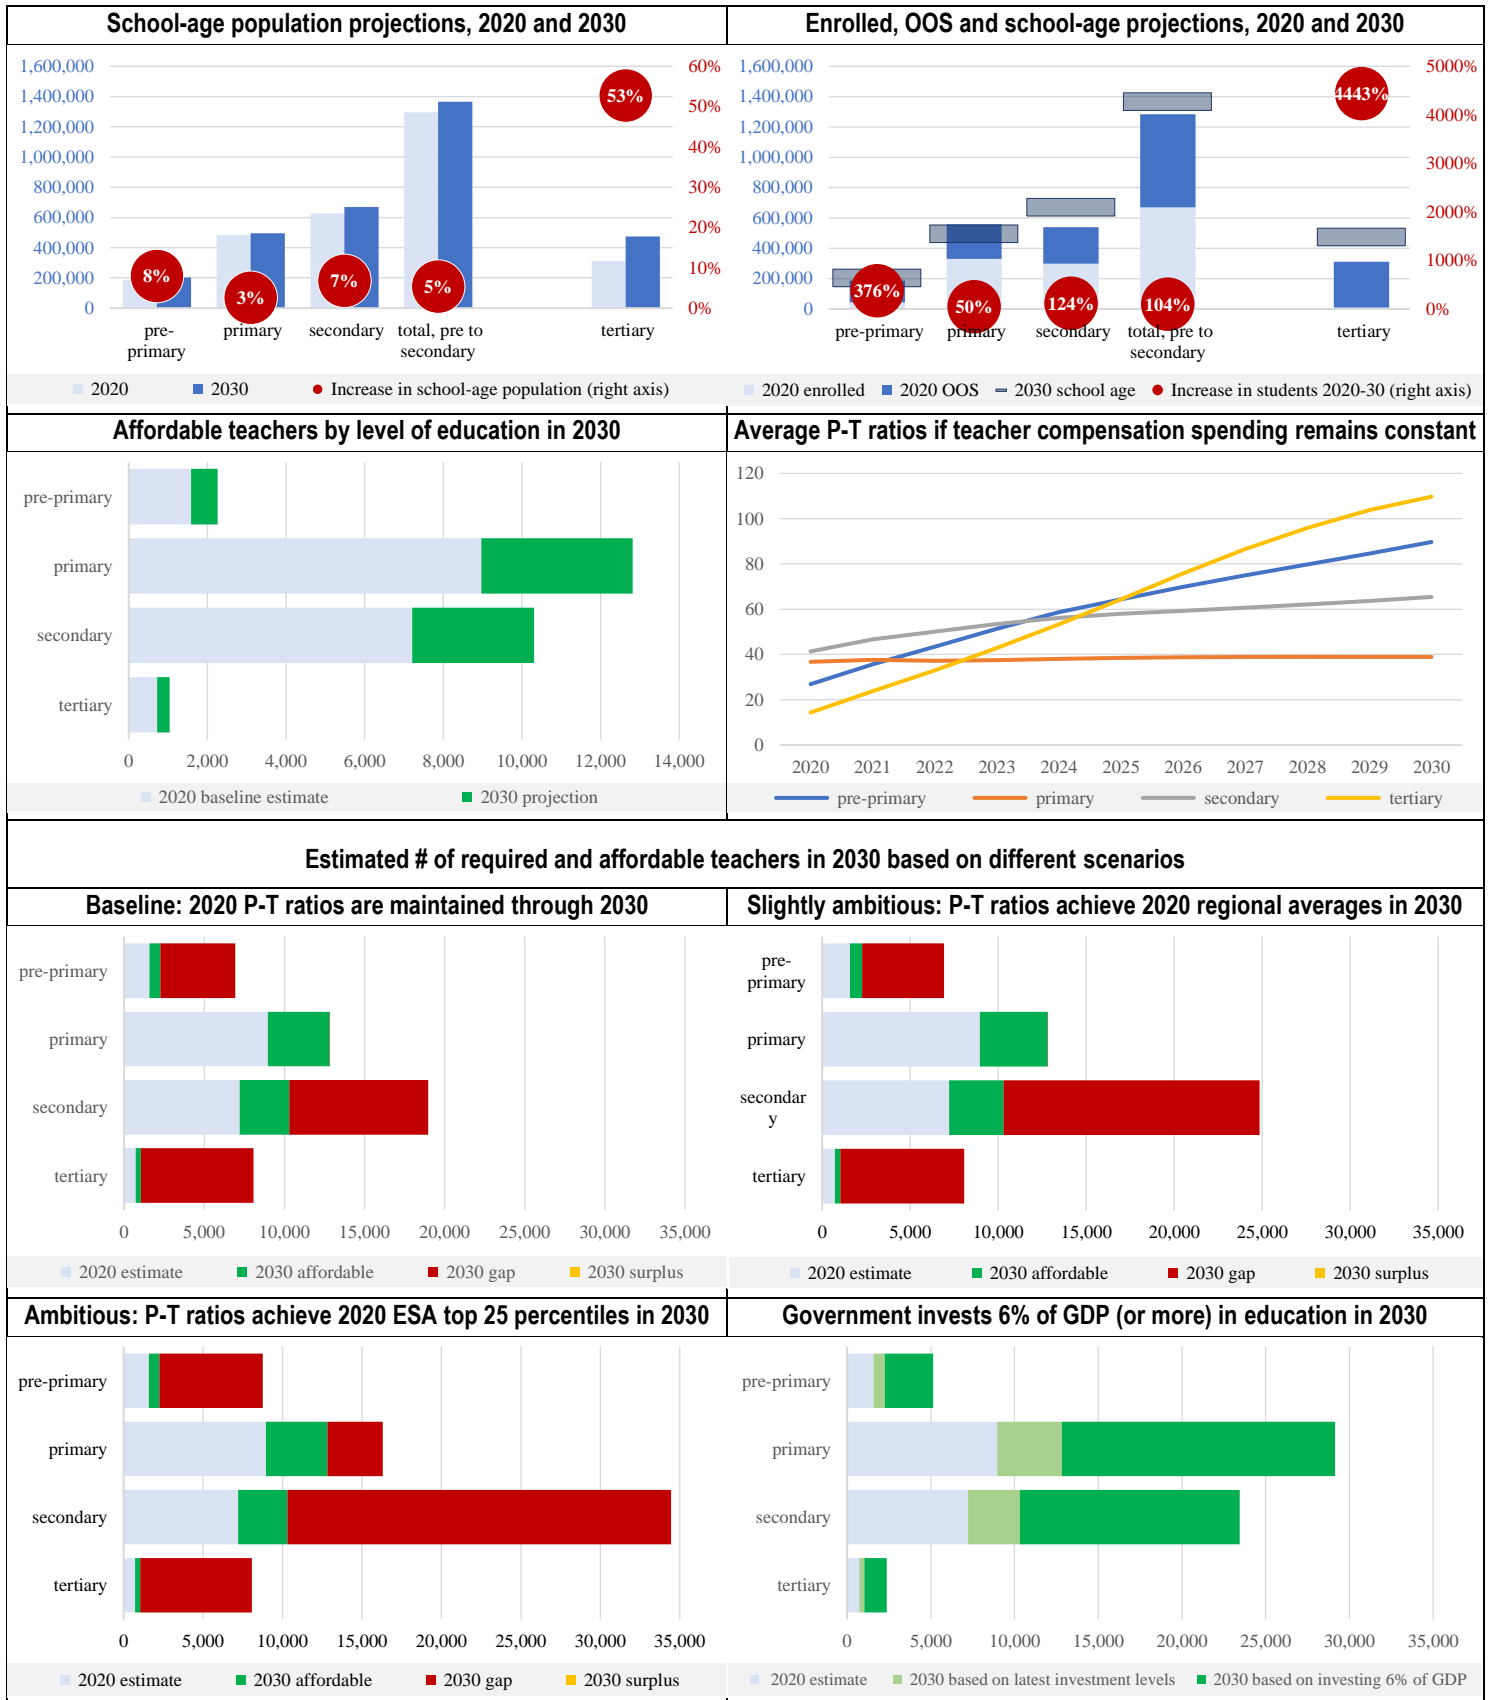 School-age population projections, 2020 and 2030
1,600,000
1,400,000
1,200,000
1,000,000
800,000
600,000
400,000
200,000
0
60%
50%
40%
30%
20%
10%
0%
8%
3%
7%
5%
53%
pre-
primary
primary
secondary
total, pre to
secondary
tertiary
2020
2030
Increase in school-age population (right axis)
Enrolled, OOS and school-age projections, 2020 and 2030
1,600,000
1,400,000
1,200,000
1,000,000
800,000
600,000
400,000
200,000
0
5000%
4000%
3000%
2000%
1000%
0%
376%
50%
124%
104%
4443%
pre-primary
primary
secondary
total, pre to
secondary
tertiary
2020 enrolled
2020 OOS
2030 school age
Increase in students 2020-30 (right axis)
Affordable teachers by level of education in 2030
pre-primary
primary
secondary
tertiary
0 2,000 4,000 6,000 8,000 10,000 12,000 14,000
2020 baseline estimate
2030 projection
Average P-T ratios if teacher compensation spending remains constant
120
100
80
60
40
20
0
2020 2021 2022 2023 2024 2025 2026 2027 2028 2029 2030
pre-primary
primary
secondary
tertiary
Estimated # of required and affordable teachers in 2030 based on different scenarios
Baseline: 2020 P-T ratios are maintained through 2030
pre-primary
primary
secondary
tertiary
0 5,000 10,000 15,000 20,000 25,000 30,000 35,000
2020 estimate
2030 affordable
2030 gap
2030 surplus
Slightly ambitious: P-T ratios achieve 2020 regional averages in 2030
pre-
primary
primary
secondar
y
tertiary
0 5,000 10,000 15,000 20,000 25,000 30,000 35,000
2020 estimate
2030 affordable
2030 gap
2030 surplus
Ambitious: P-T ratios achieve 2020 ESA top 25 percentiles in 2030
pre-primary
primary
secondary
tertiary
0 5,000 10,000 15,000 20,000 25,000 30,000 35,000
2020 estimate
2030 affordable
2030 gap
2030 surplus
Government invests 6% of GDP (or more) in education in 2030
pre-primary
primary
secondary
tertiary
0 5,000 10,000 15,000 20,000 25,000 30,000 35,000
2020 estimate
2030 based on latest investment levels
2030 based on investing 6% of GDP